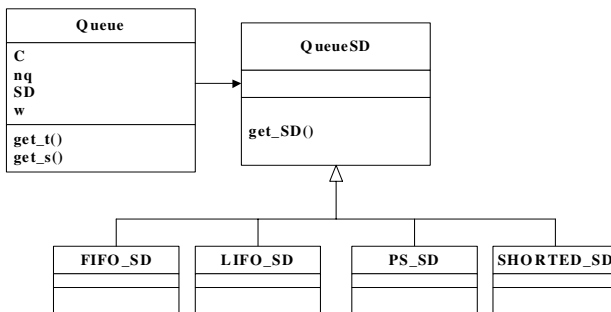 Queue
C
nq
SD
w
get_t()
get_s()
QueueSD
get_SD()
FIFO_SD
LIFO_SD
PS_SD
SHORTED_SD